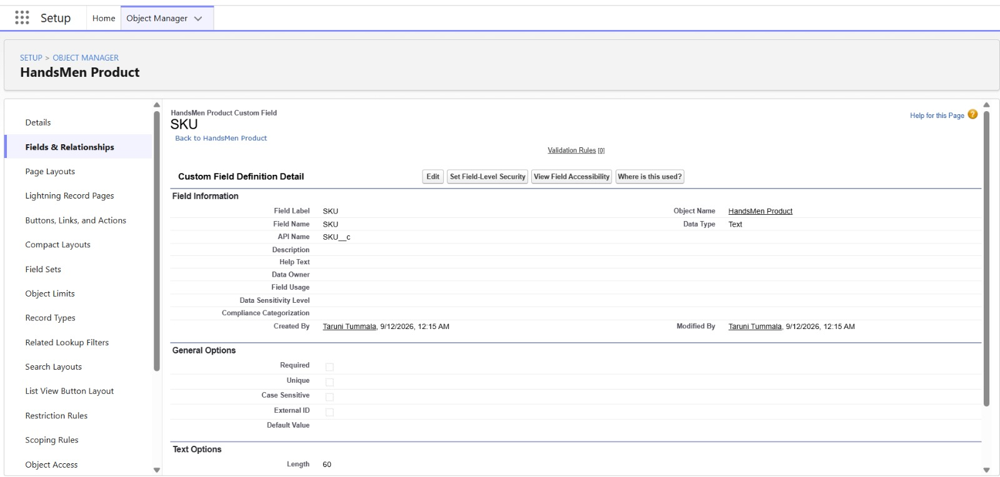 Setup Home Object Manager
SETUP > OBJECT MANAGER
HandsMen Product
Details
Fields & Relationships
Page Layouts
Lightning Record Pages
Buttons, Links, and Actions
Compact Layouts
Field Sets
Object Limits
Record Types
Related Lookup Filters
Search Layouts
List View Button Layout
Restriction Rules
Scoping Rules
Object Access
HandsMen Product Custom Field
SKU
Back to HandsMen Product
Help for this Page ?
Validation Rules [0]
Custom Field Definition Detail Edit Set Field-Level Security View Field Accessibility Where is this used?
Field Information
Field Label SKU Object Name HandsMen Product
Field Name SKU Data Type Text
API Name SKU__c
Description
Help Text
Data Owner
Field Usage
Data Sensitivity Level
Compliance Categorization
Created By Taruni Tummala, 9/12/2026, 12:15 AM Modified By Taruni Tummala, 9/12/2026, 12:15 AM
General Options
Required
Unique
Case Sensitive
External ID
Default Value
Text Options
Length 60